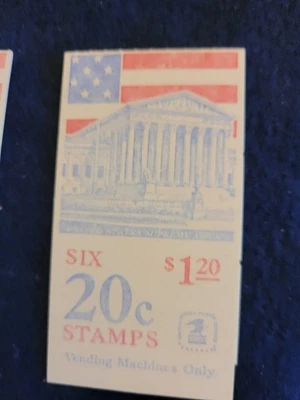 SIX $1.20
20c
STAMPS
Vending Machines Only